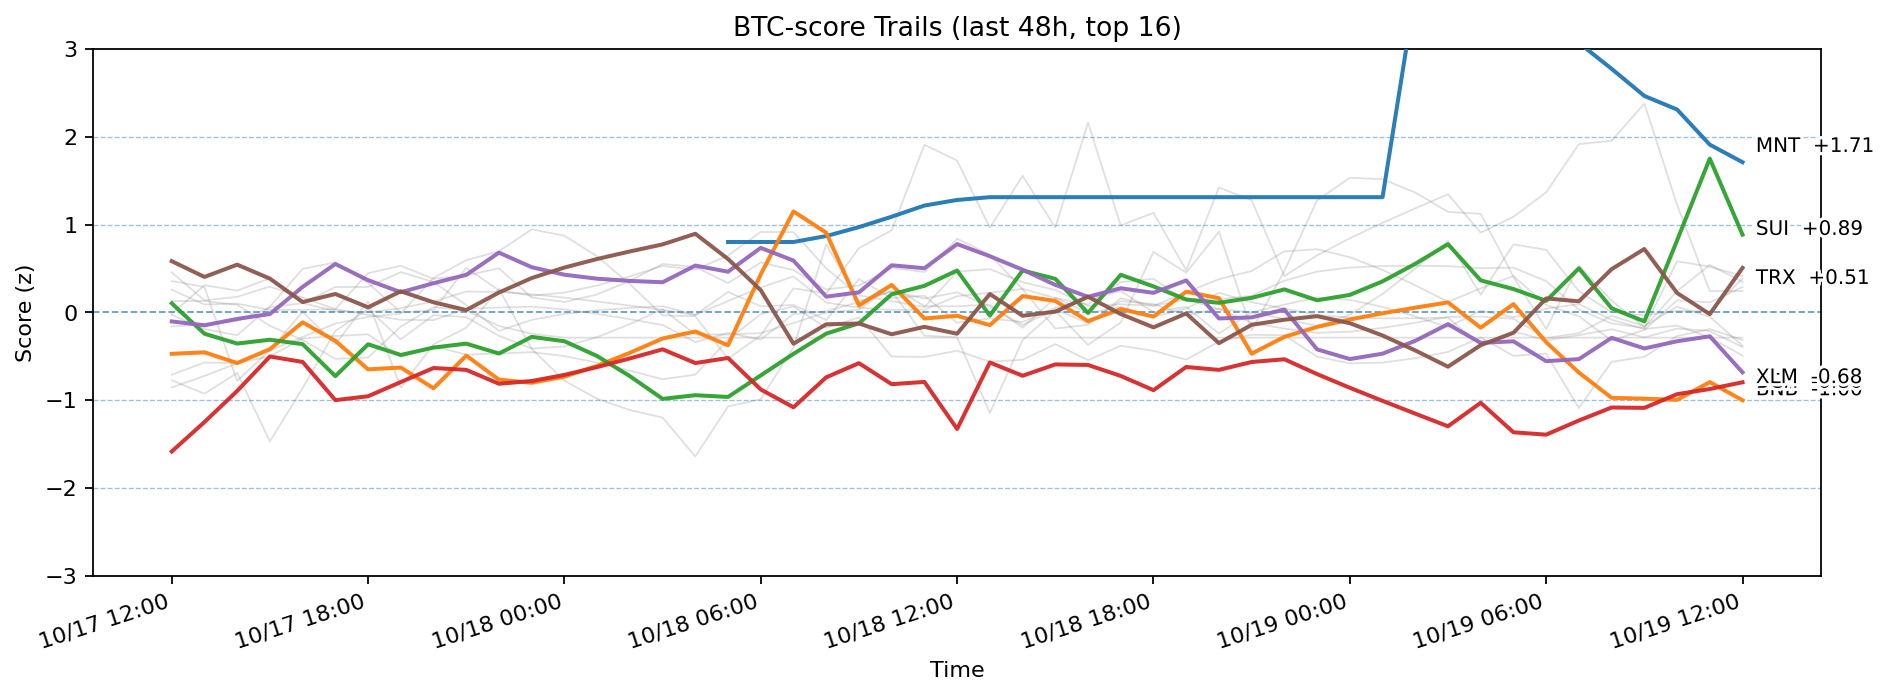 BTC-score Trails (last 48h, top 16)
Score (z)
3
2
1
0
−1
−2
−3
MNT +1.71
SUI +0.89
TRX +0.51
XLM -0.68
BNB -1.00
10/17 12:00
10/17 18:00
10/18 00:00
10/18 06:00
10/18 12:00
10/18 18:00
10/19 00:00
10/19 06:00
10/19 12:00
Time